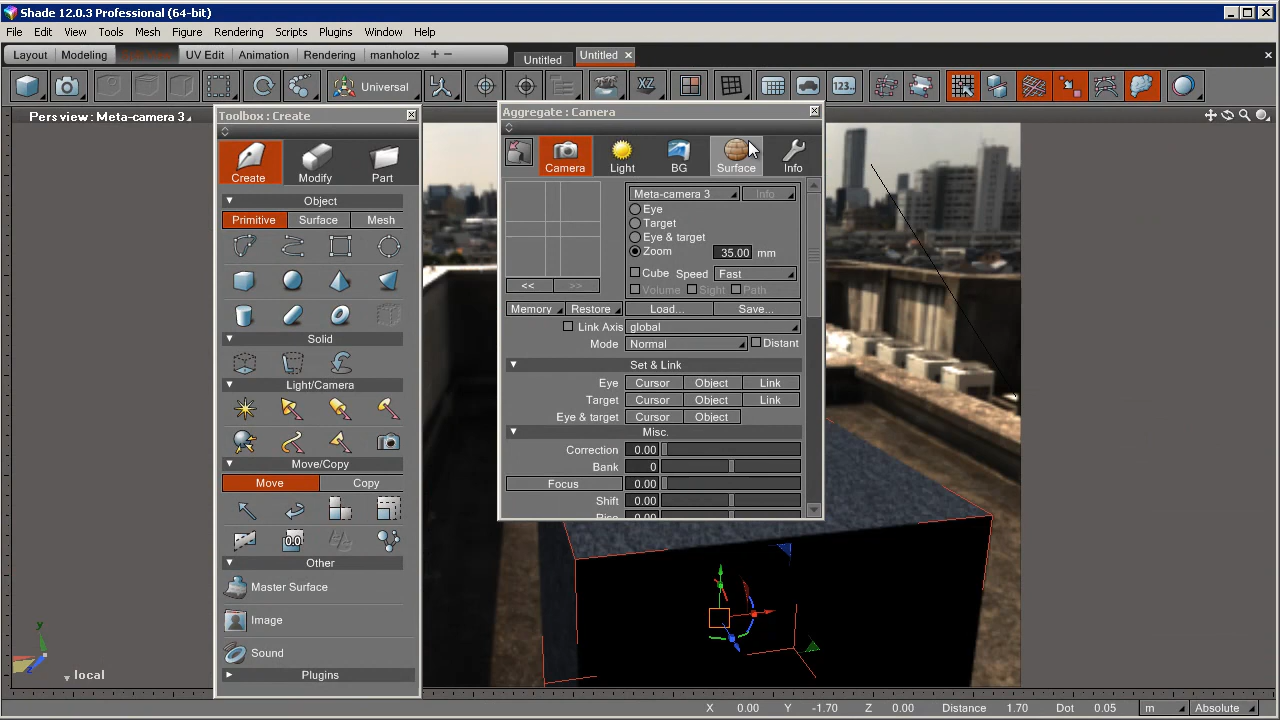 Shade 12.0.3 Professional (64-bit)
File Edit View Tools Mesh Figure Rendering Scripts Plugins Window Help
Layout Modeling UV Edit Animation Rendering manholoz + −
Untitled Untitled ×
Universal XZ 123...
Pers view : Meta-camera 3
Toolbox : Create
Create Modify Part
Object
Primitive Surface Mesh
Solid
Light/Camera
Move/Copy
Move Copy
0.0
Other
Master Surface
Image
Sound
Plugins
Aggregate : Camera
Camera Light BG Surface Info
Meta-camera 3 Info
Eye
Target
Eye & target
Zoom 35.00 mm
Cube Speed Fast
<< >> Volume Sight Path
Memory Restore Load... Save...
Link Axis global
Mode Normal Distant
Set & Link
Eye Cursor Object Link
Target Cursor Object Link
Eye & target Cursor Object
Misc.
Correction 0.00
Bank 0
Focus 0.00
Shift 0.00
Rise 0.00
y
z
local
X 0.00 Y -1.70 Z 0.00 Distance 1.70 Dot 0.05 m Absolute